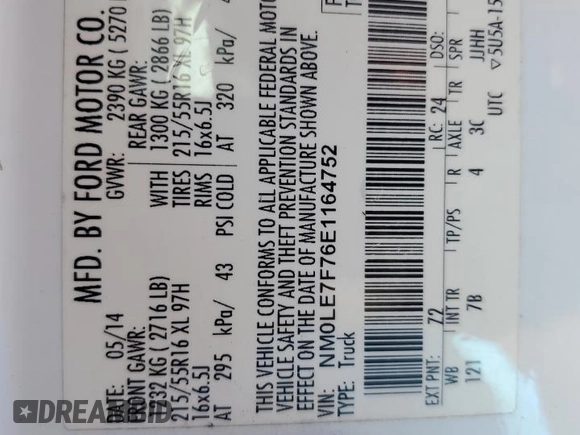 MFD. BY FORD MOTOR CO.
DATE: 05/14 GVWR: 2390 KG ( 5270
FRONT GAWR: REAR GAWR:
1232 KG ( 2716 LB) WITH 1300 KG ( 2866 LB)
215/55R16 XL 97H TIRES 215/55R16 XL 97H
16x6.5J RIMS 16x6.5J
AT 295 kPa/ 43 PSI COLD AT 320 kPa/
THIS VEHICLE CONFORMS TO ALL APPLICABLE FEDERAL MOTOR
VEHICLE SAFETY AND THEFT PREVENTION STANDARDS IN
EFFECT ON THE DATE OF MANUFACTURE SHOWN ABOVE.
VIN: NM0LE7F76E1164752
TYPE: Truck
EXT PNT: Z2 RC: 24 DSO:
WB INT TR TP/PS R AXLE TR SPR
121 7B 4 3C JJHH
UTC ▽5U5A-15
DREAMBID